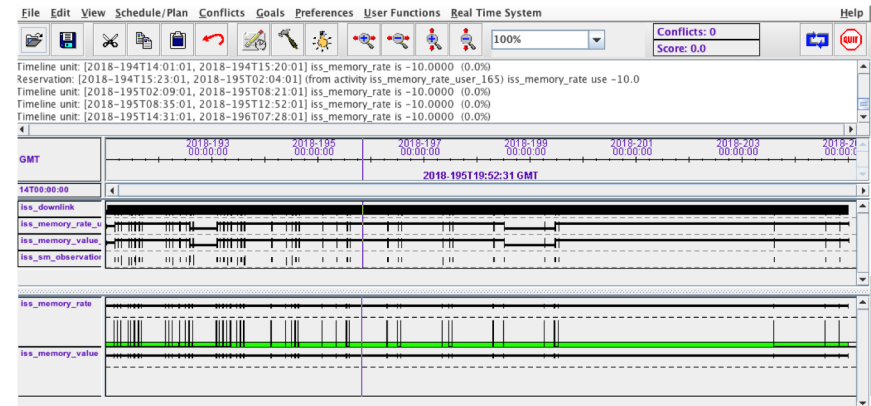 File Edit View Schedule/Plan Conflicts Goals Preferences User Functions Real Time System Help
100%
Conflicts: 0
Score: 0.0
QUIT
Timeline unit: [2018-194T14:01:01, 2018-194T15:20:01] iss_memory_rate is -10.0000 (0.0%)
Reservation: [2018-194T15:23:01, 2018-195T02:04:01] (from activity iss_memory_rate_user_165) iss_memory_rate use -10.0
Timeline unit: [2018-195T02:09:01, 2018-195T08:21:01] iss_memory_rate is -10.0000 (0.0%)
Timeline unit: [2018-195T08:35:01, 2018-195T12:52:01] iss_memory_rate is -10.0000 (0.0%)
Timeline unit: [2018-195T14:31:01, 2018-196T07:28:01] iss_memory_rate is -10.0000 (0.0%)
2018-193 2018-195 2018-197 2018-199 2018-201 2018-203 2018-2
00:00:00 00:00:00 00:00:00 00:00:00 00:00:00 00:00:00 00:00:0
GMT
2018-195T19:52:31 GMT
14T00:00:00
iss_downlink
iss_memory_rate_u
iss_memory_value_
iss_sm_observation
iss_memory_rate
iss_memory_value